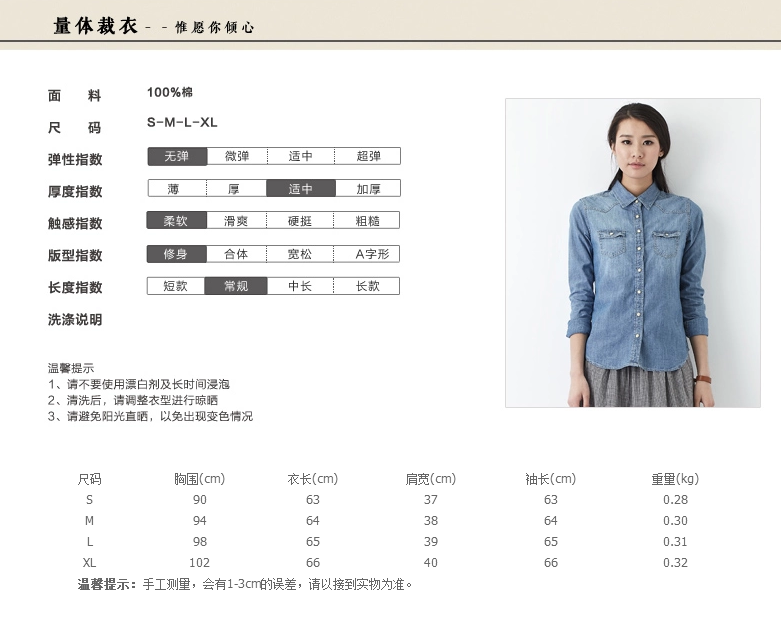 量体裁衣 - - 惟愿你倾心
面 料 100%棉
尺 码 S-M-L-XL
弹性指数 无弹 微弹 适中 超弹
厚度指数 薄 厚 适中 加厚
触感指数 柔软 滑爽 硬挺 粗糙
版型指数 修身 合体 宽松 A字形
长度指数 短款 常规 中长 长款
洗涤说明
温馨提示
1、请不要使用漂白剂及长时间浸泡
2、清洗后，请调整衣型进行晾晒
3、请避免阳光直晒，以免出现变色情况
尺码 胸围(cm) 衣长(cm) 肩宽(cm) 袖长(cm) 重量(kg)
S 90 63 37 63 0.28
M 94 64 38 64 0.30
L 98 65 39 65 0.31
XL 102 66 40 66 0.32
温馨提示：手工测量，会有1-3cm的误差，请以接到实物为准。